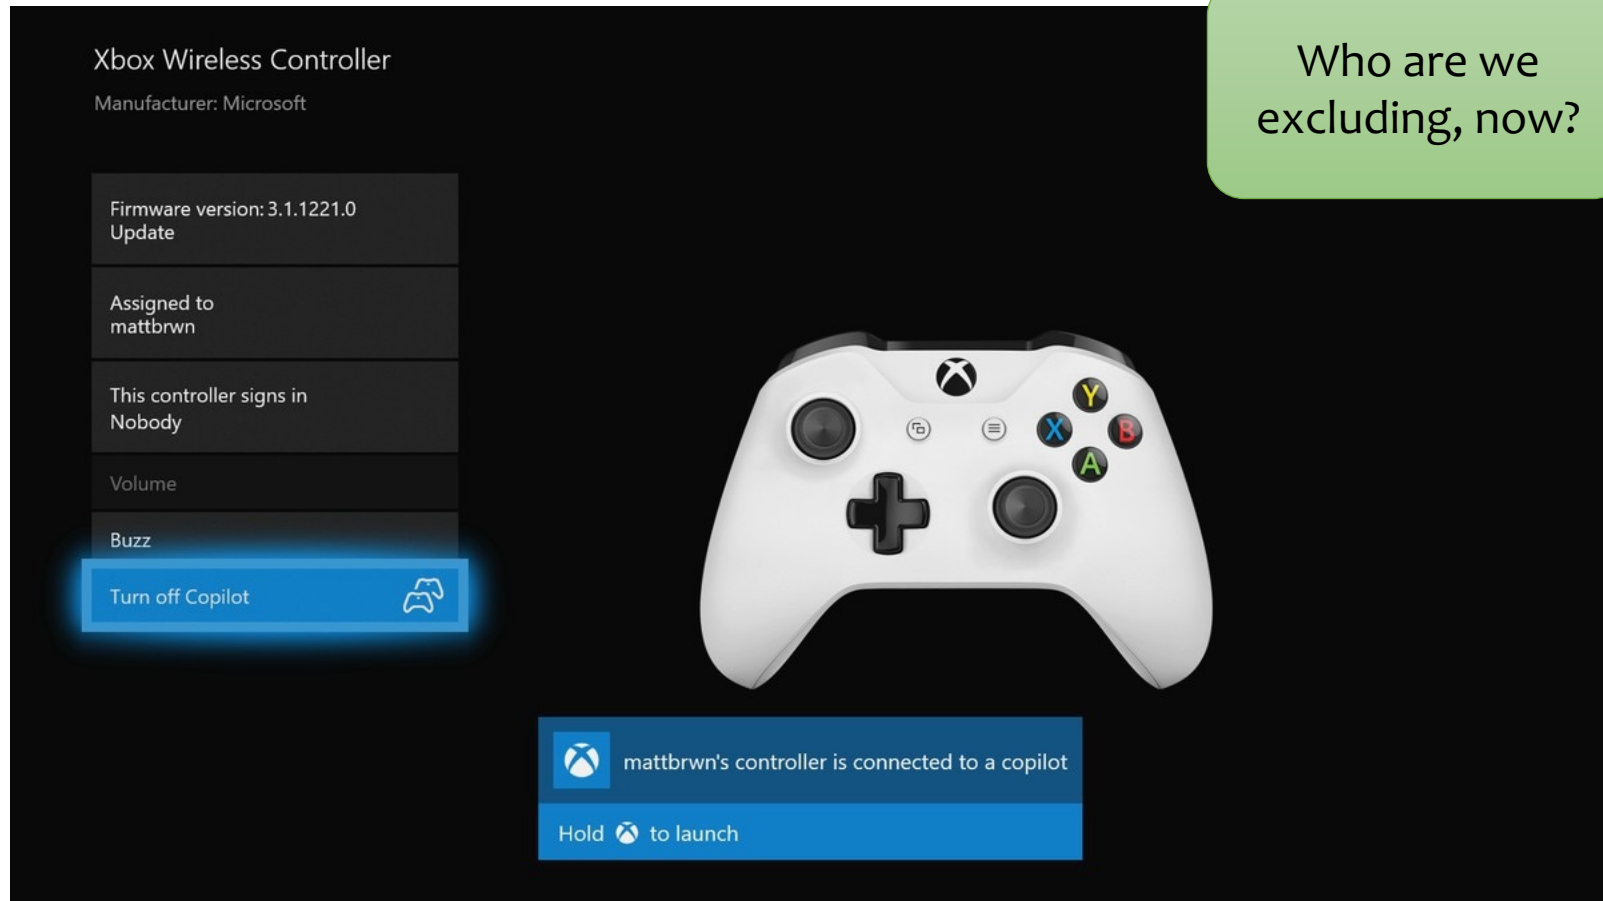 Xbox Wireless Controller
Manufacturer: Microsoft
Who are we
excluding, now?
Firmware version: 3.1.1221.0
Update
Assigned to
mattbrwn
This controller signs in
Nobody
Volume
Buzz
Turn off Copilot
Y
X
B
A
mattbrwn's controller is connected to a copilot
Hold to launch